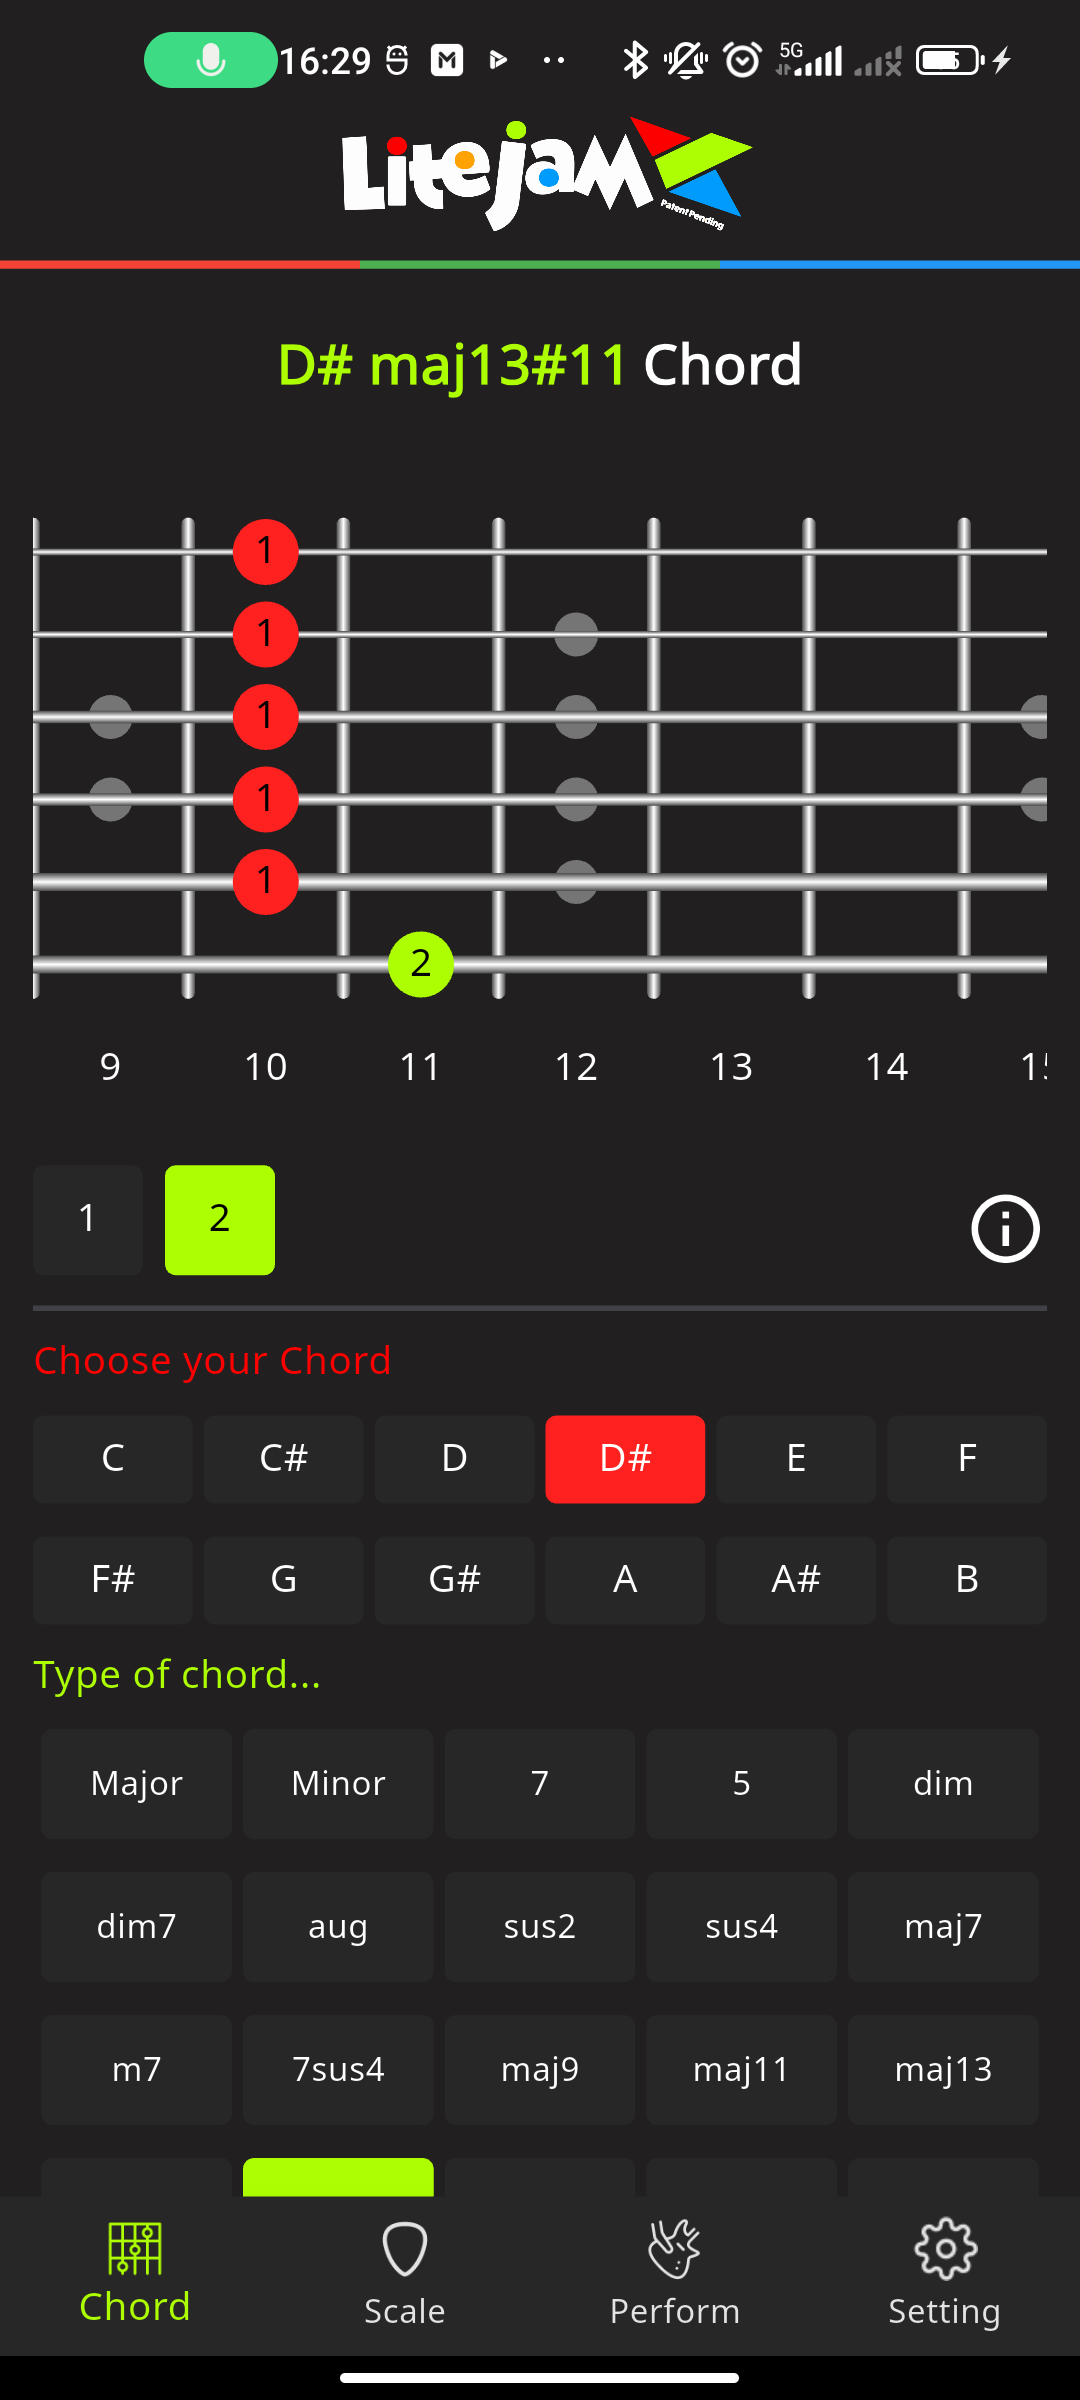 16:29 5G
LiteJam
Patent Pending
D# maj13#11 Chord
1
1
1
1
1
2
9 10 11 12 13 14
1 2
Choose your Chord
C C# D D# E F
F# G G# A A# B
Type of chord...
Major Minor 7 5 dim
dim7 aug sus2 sus4 maj7
m7 7sus4 maj9 maj11 maj13
Chord Scale Perform Setting